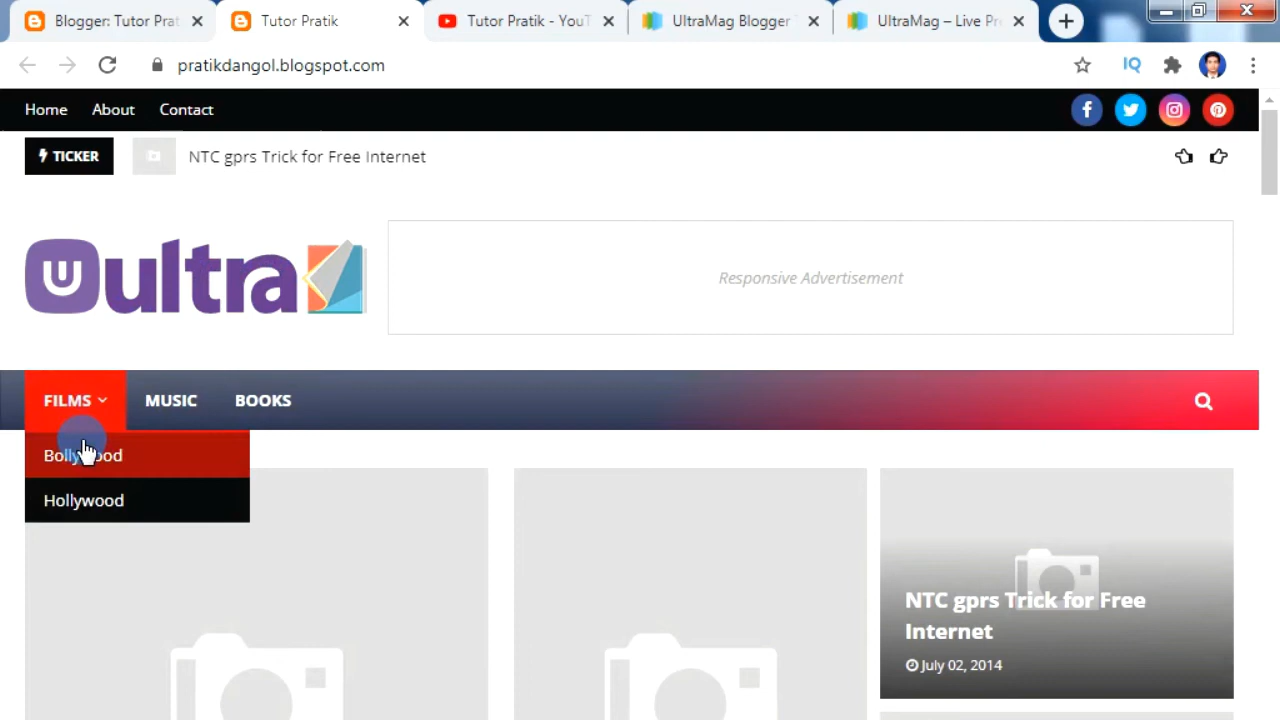 Blogger: Tutor Prat
Tutor Pratik
Tutor Pratik - YouT
UltraMag Blogger
UltraMag – Live Pr
pratikdangol.blogspot.com
IQ
Home About Contact
TICKER
NTC gprs Trick for Free Internet
ultra
Responsive Advertisement
FILMS MUSIC BOOKS
Bollywood
Hollywood
NTC gprs Trick for Free
Internet
July 02, 2014